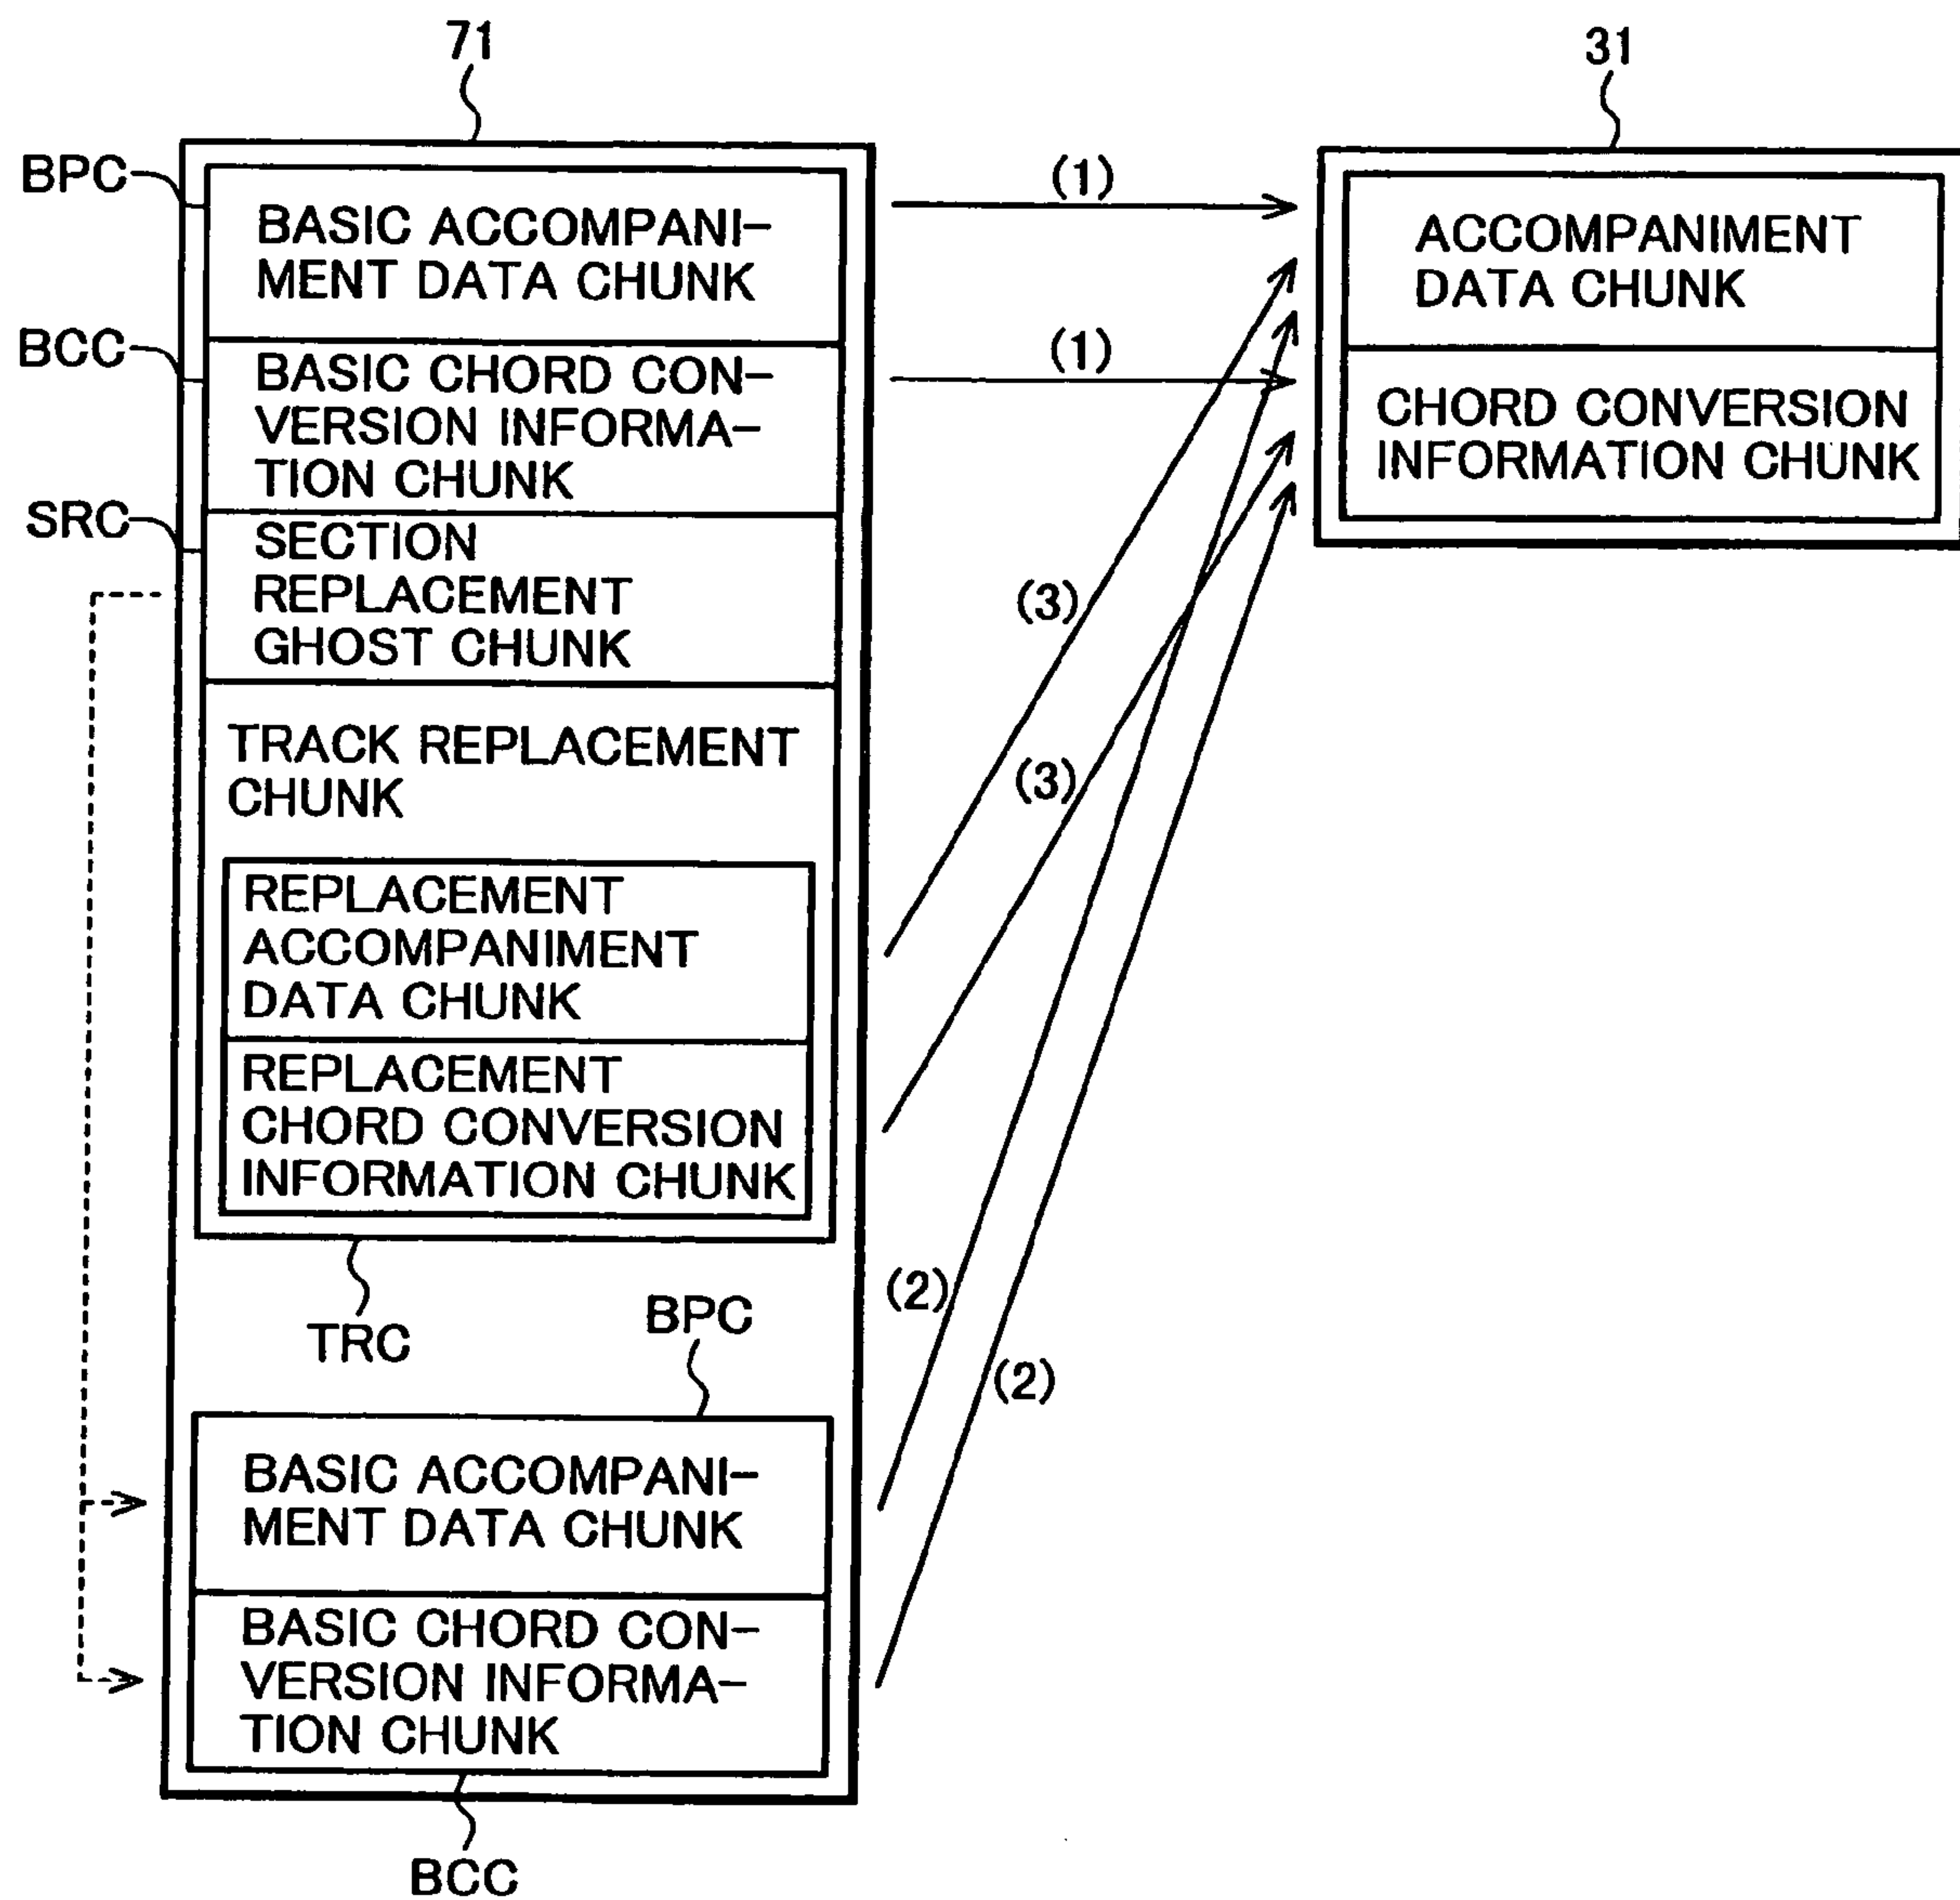 71
31
BPC
BASIC ACCOMPANI-
MENT DATA CHUNK
(1)
ACCOMPANIMENT
DATA CHUNK
BCC
BASIC CHORD CON-
VERSION INFORMA-
TION CHUNK
(1)
CHORD CONVERSION
INFORMATION CHUNK
SRC
SECTION
REPLACEMENT
GHOST CHUNK
(3)
TRACK REPLACEMENT
CHUNK
(3)
REPLACEMENT
ACCOMPANIMENT
DATA CHUNK
REPLACEMENT
CHORD CONVERSION
INFORMATION CHUNK
(2)
TRC
BPC
(2)
BASIC ACCOMPANI-
MENT DATA CHUNK
BASIC CHORD CON-
VERSION INFORMA-
TION CHUNK
BCC